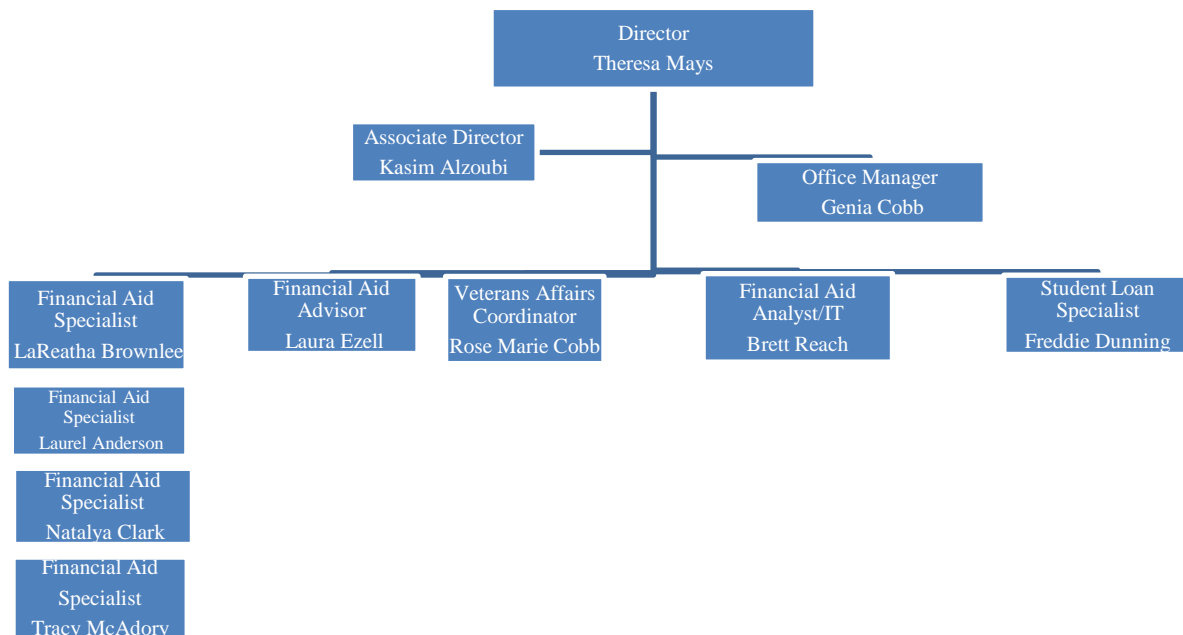 Director
Theresa Mays
Associate Director
Kasim Alzoubi
Office Manager
Genia Cobb
Financial Aid
Specialist
LaReatha Brownlee
Financial Aid
Advisor
Laura Ezell
Veterans Affairs
Coordinator
Rose Marie Cobb
Financial Aid
Analyst/IT
Brett Reach
Student Loan
Specialist
Freddie Dunning
Financial Aid
Specialist
Laurel Anderson
Financial Aid
Specialist
Natalya Clark
Financial Aid
Specialist
Tracy McAdory